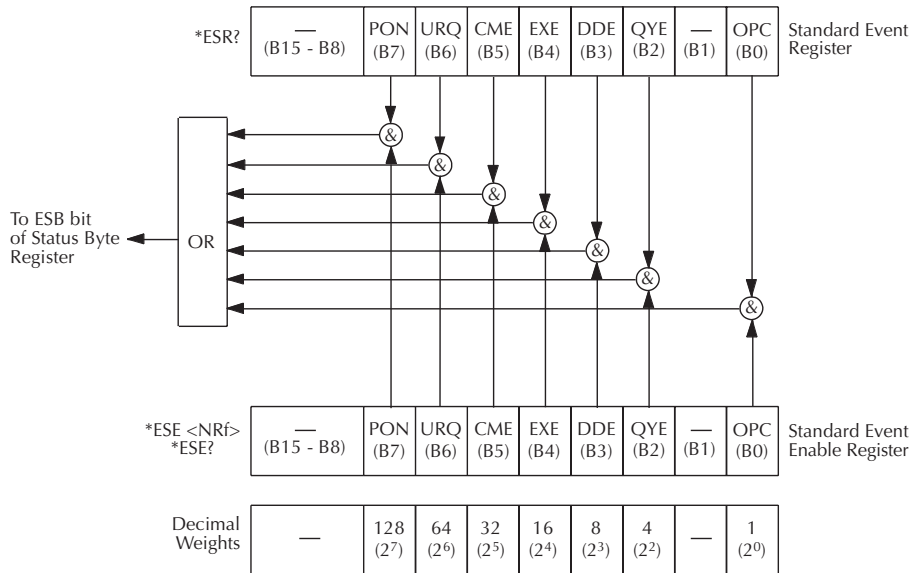 *ESR?
—
(B15 - B8)
PON
(B7)
URQ
(B6)
CME
(B5)
EXE
(B4)
DDE
(B3)
QYE
(B2)
—
(B1)
OPC
(B0)
Standard Event
Register
&
&
&
&
&
&
&
To ESB bit
of Status Byte
Register
OR
*ESE <NRf>
*ESE?
—
(B15 - B8)
PON
(B7)
URQ
(B6)
CME
(B5)
EXE
(B4)
DDE
(B3)
QYE
(B2)
—
(B1)
OPC
(B0)
Standard Event
Enable Register
Decimal
Weights
—
128
(2⁷)
64
(2⁶)
32
(2⁵)
16
(2⁴)
8
(2³)
4
(2²)
—
1
(2⁰)